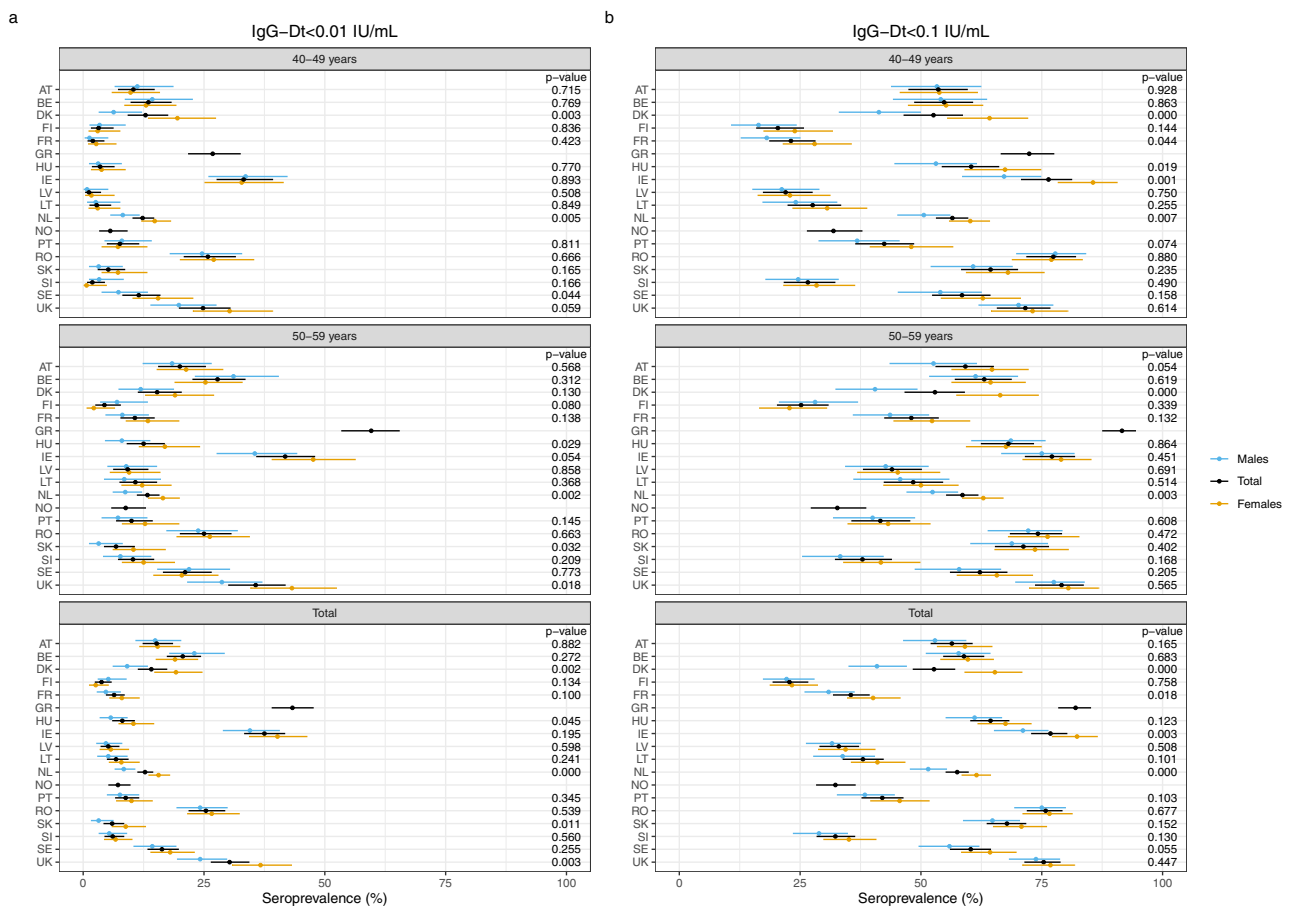 a
IgG−Dt<0.01 IU/mL
40−49 years
p-value
AT 0.715
BE 0.769
DK 0.003
FI 0.836
FR 0.423
GR
HU 0.770
IE 0.893
LV 0.508
LT 0.849
NL 0.005
NO
PT 0.811
RO 0.666
SK 0.165
SI 0.166
SE 0.044
UK 0.059
50−59 years
p-value
AT 0.568
BE 0.312
DK 0.130
FI 0.080
FR 0.138
GR
HU 0.029
IE 0.054
LV 0.858
LT 0.368
NL 0.002
NO
PT 0.145
RO 0.663
SK 0.032
SI 0.209
SE 0.773
UK 0.018
Total
p-value
AT 0.882
BE 0.272
DK 0.002
FI 0.134
FR 0.100
GR
HU 0.045
IE 0.195
LV 0.598
LT 0.241
NL 0.000
NO
PT 0.345
RO 0.539
SK 0.011
SI 0.560
SE 0.255
UK 0.003
0 25 50 75 100
Seroprevalence (%)
b
IgG−Dt<0.1 IU/mL
40−49 years
p-value
AT 0.928
BE 0.863
DK 0.000
FI 0.144
FR 0.044
GR
HU 0.019
IE 0.001
LV 0.750
LT 0.255
NL 0.007
NO
PT 0.074
RO 0.880
SK 0.235
SI 0.490
SE 0.158
UK 0.614
50−59 years
p-value
AT 0.054
BE 0.619
DK 0.000
FI 0.339
FR 0.132
GR
HU 0.864
IE 0.451
LV 0.691
LT 0.514
NL 0.003
NO
PT 0.608
RO 0.472
SK 0.402
SI 0.168
SE 0.205
UK 0.565
Total
p-value
AT 0.165
BE 0.683
DK 0.000
FI 0.758
FR 0.018
GR
HU 0.123
IE 0.003
LV 0.508
LT 0.101
NL 0.000
NO
PT 0.103
RO 0.677
SK 0.152
SI 0.130
SE 0.055
UK 0.447
0 25 50 75 100
Seroprevalence (%)
Males
Total
Females